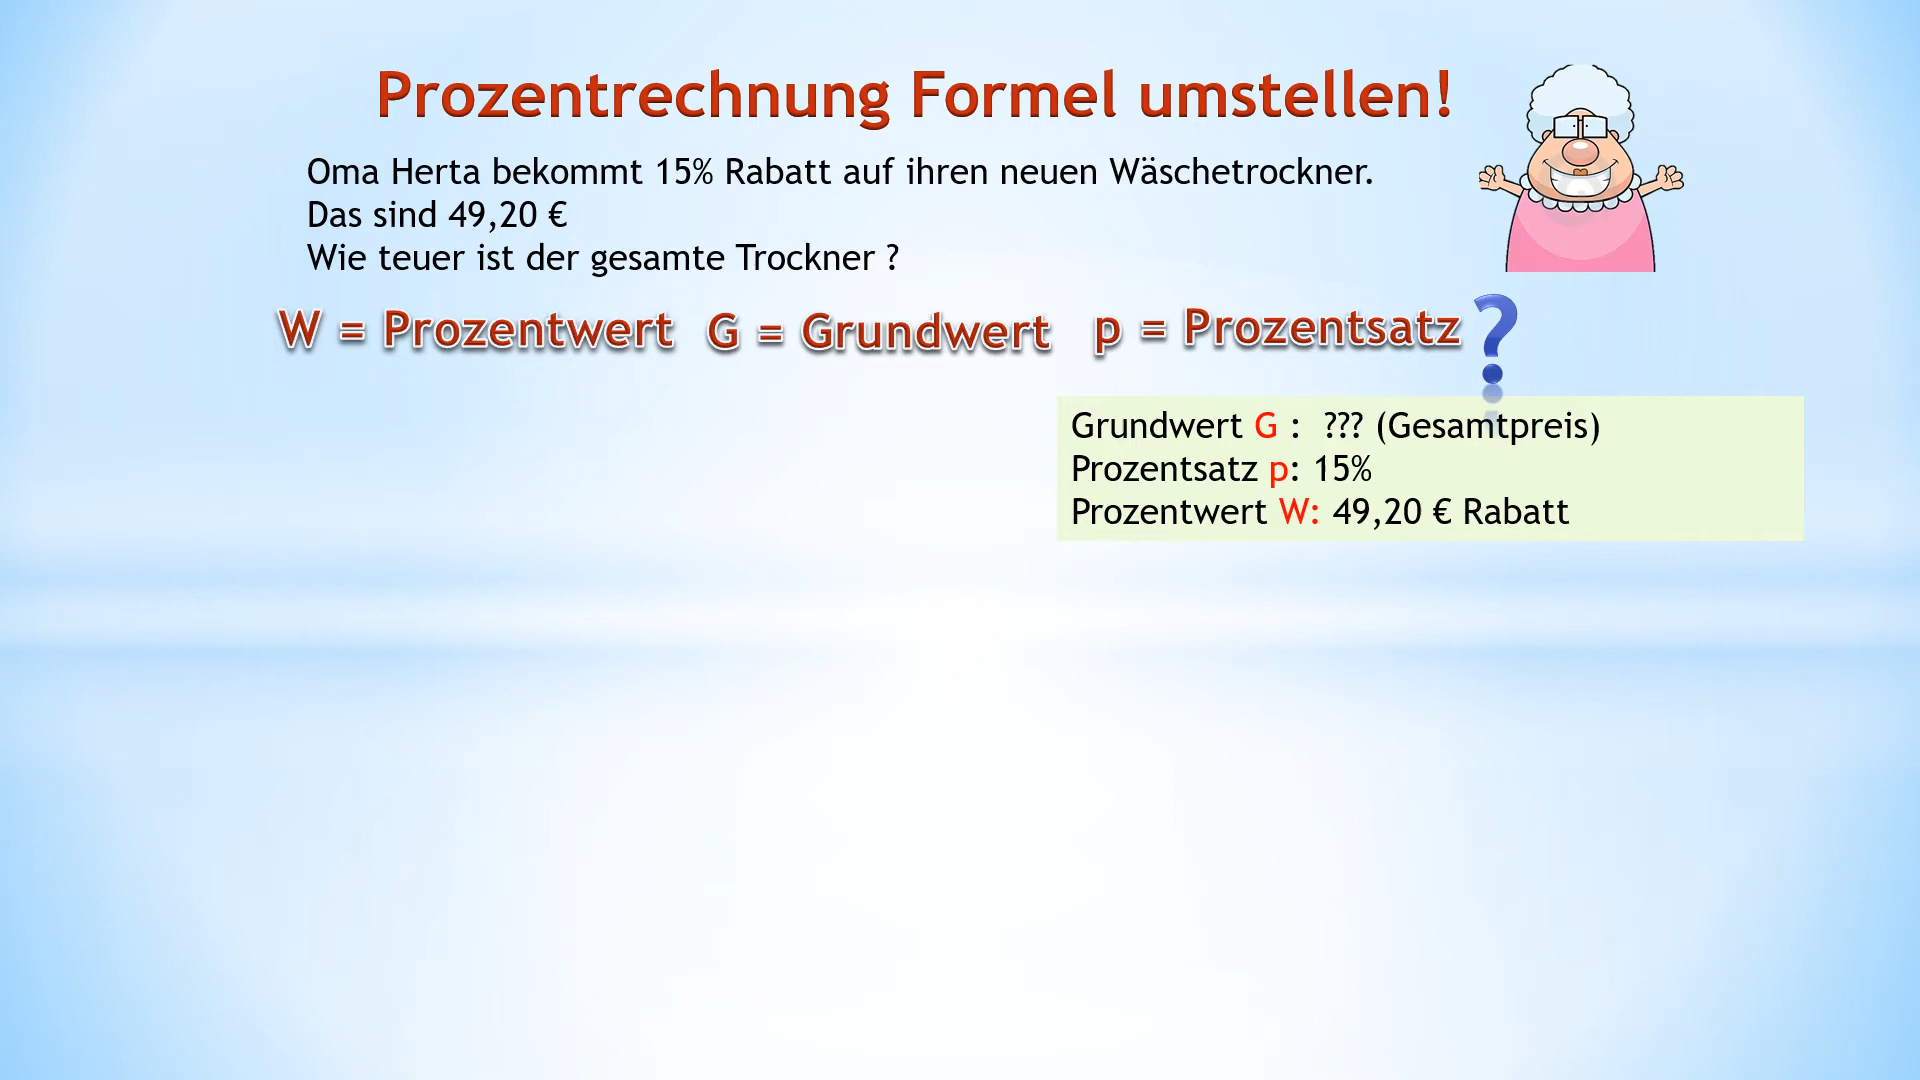 Prozentrechnung Formel umstellen!
Oma Herta bekommt 15% Rabatt auf ihren neuen Wäschetrockner.
Das sind 49,20 €
Wie teuer ist der gesamte Trockner ?
W = Prozentwert G = Grundwert p = Prozentsatz ?
Grundwert G : ??? (Gesamtpreis)
Prozentsatz p: 15%
Prozentwert W: 49,20 € Rabatt